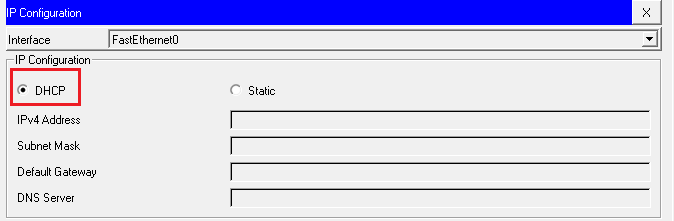 IP Configuration X
Interface FastEthernet0
IP Configuration
DHCP Static
IPv4 Address
Subnet Mask
Default Gateway
DNS Server